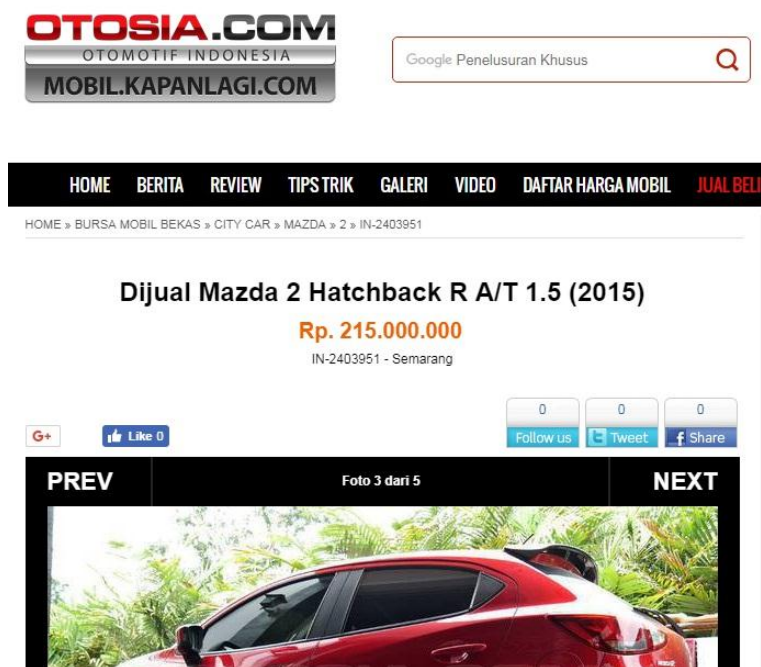 OTOSIA.COM
OTOMOTIF INDONESIA
MOBIL.KAPANLAGI.COM
Google Penelusuran Khusus
HOME BERITA REVIEW TIPS TRIK GALERI VIDEO DAFTAR HARGA MOBIL JUAL BELI
HOME » BURSA MOBIL BEKAS » CITY CAR » MAZDA » 2 » IN-2403951
Dijual Mazda 2 Hatchback R A/T 1.5 (2015)
Rp. 215.000.000
IN-2403951 - Semarang
0 0 0
G+ Like 0 Follow us Tweet Share
PREV Foto 3 dari 5 NEXT